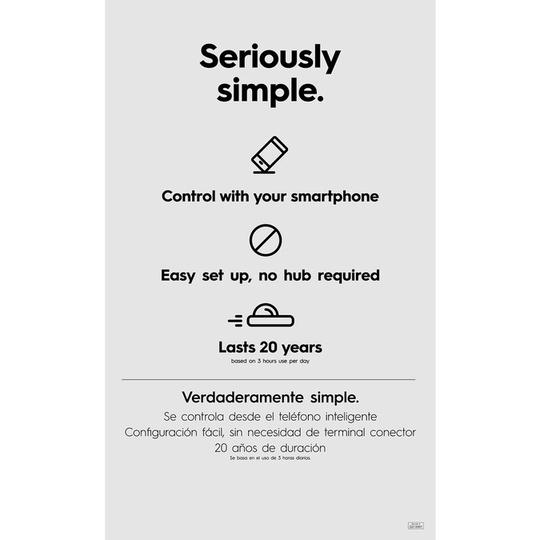 Seriously
simple.
Control with your smartphone
Easy set up, no hub required
Lasts 20 years
based on 3 hours use per day
Verdaderamente simple.
Se controla desde el teléfono inteligente
Configuración fácil, sin necesidad de terminal conector
20 años de duración
Se basa en el uso de 3 horas diarias.